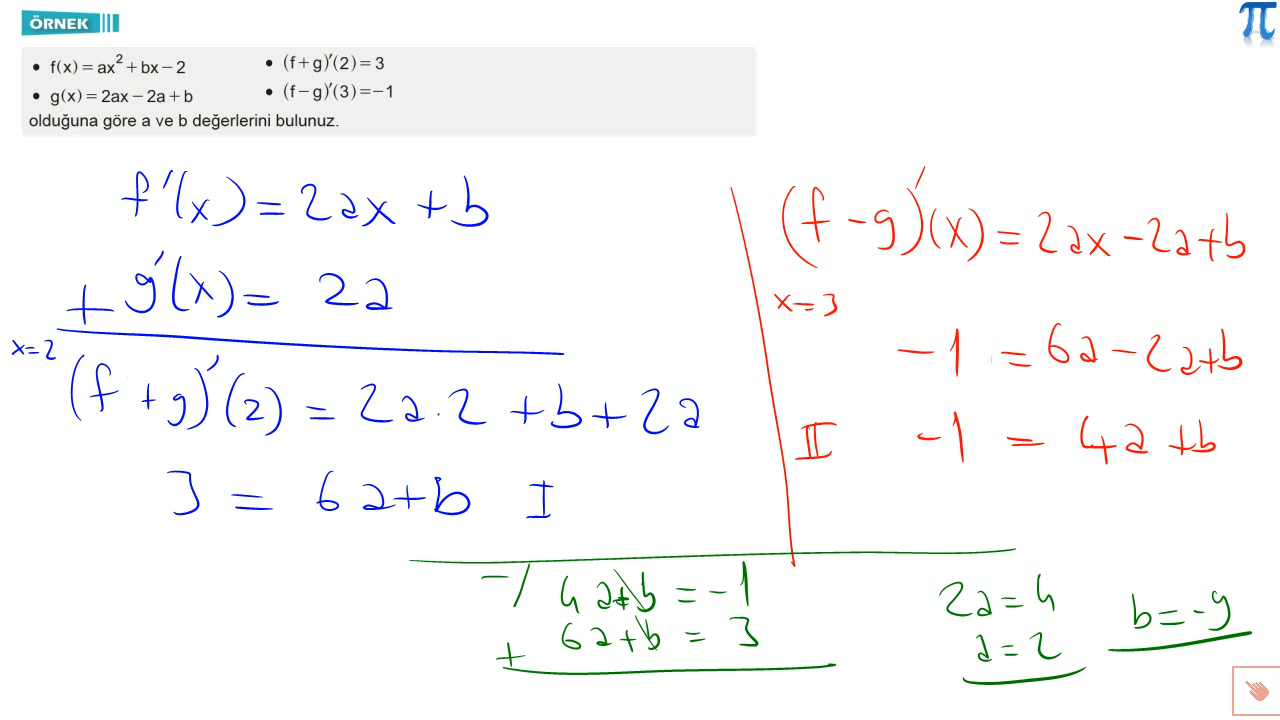 ÖRNEK
π
• f(x) = ax² + bx − 2
• (f + g)′(2) = 3
• g(x) = 2ax − 2a + b
• (f − g)′(3) = −1
olduğuna göre a ve b değerlerini bulunuz.
f′(x) = 2ax + b
+ g′(x) = 2a
x=2
(f + g)′(2) = 2a.2 + b + 2a
3 = 6a+b I
(f − g)′(x) = 2ax − 2a + b
x=3
−1 = 6a − 2a+b
II −1 = 4a + b
−/ 4a+b = −1
+ 6a+b = 3
2a = 4
a = 2
b = −9